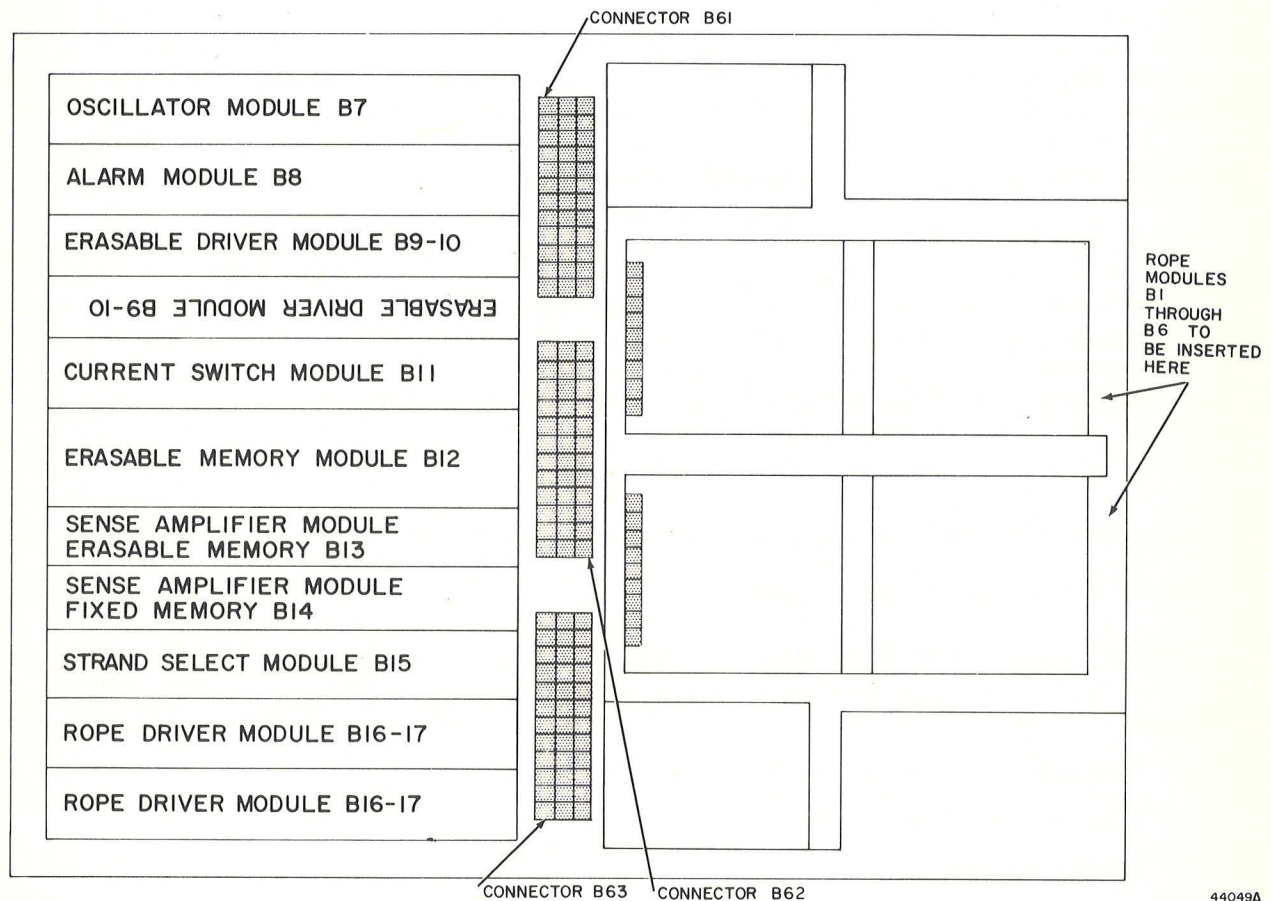 CONNECTOR B61
OSCILLATOR MODULE B7
ALARM MODULE B8
ERASABLE DRIVER MODULE B9-10
ERASABLE DRIVER MODULE B9-10
CURRENT SWITCH MODULE B11
ERASABLE MEMORY MODULE B12
SENSE AMPLIFIER MODULE
ERASABLE MEMORY B13
SENSE AMPLIFIER MODULE
FIXED MEMORY B14
STRAND SELECT MODULE B15
ROPE DRIVER MODULE B16-17
ROPE DRIVER MODULE B16-17
ROPE
MODULES
B1
THROUGH
B6 TO
BE INSERTED
HERE
CONNECTOR B63
CONNECTOR B62
44049A